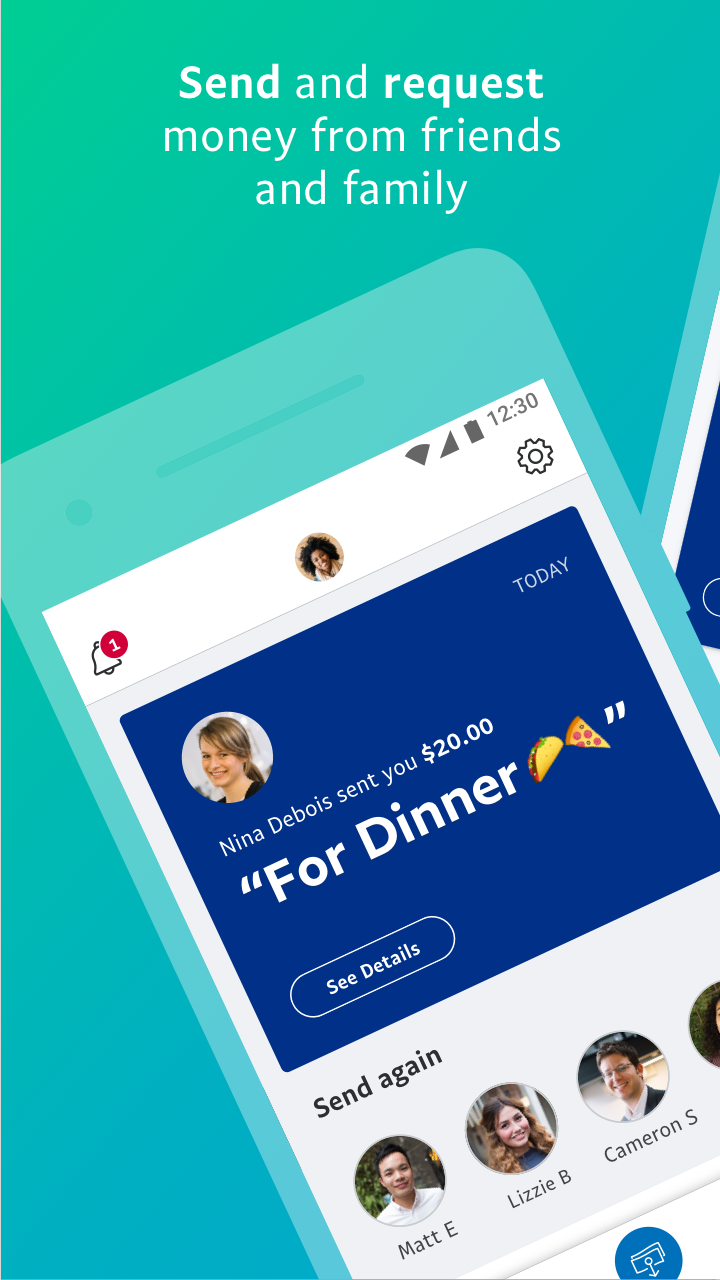 Send and request
money from friends
and family
12:30
1
TODAY
Nina Debois sent you $20.00
“For Dinner🌮🍕”
See Details
Send again
Matt E
Lizzie B
Cameron S